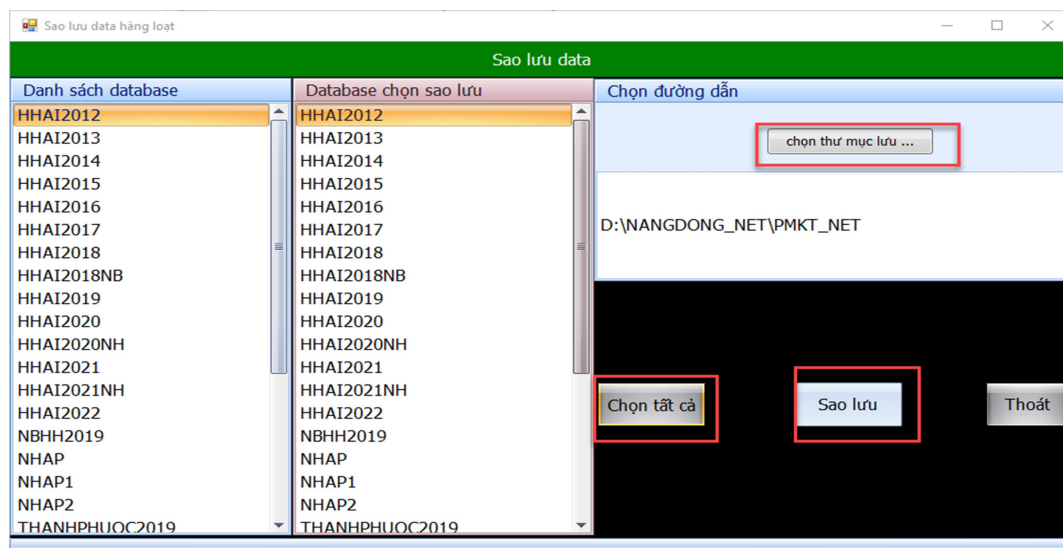 Sao lưu data hàng loạt
Sao lưu data
Danh sách database
HHAI2012
HHAI2013
HHAI2014
HHAI2015
HHAI2016
HHAI2017
HHAI2018
HHAI2018NB
HHAI2019
HHAI2020
HHAI2020NH
HHAI2021
HHAI2021NH
HHAI2022
NBHH2019
NHAP
NHAP1
NHAP2
THANHPHUOC2019
Database chọn sao lưu
HHAI2012
HHAI2013
HHAI2014
HHAI2015
HHAI2016
HHAI2017
HHAI2018
HHAI2018NB
HHAI2019
HHAI2020
HHAI2020NH
HHAI2021
HHAI2021NH
HHAI2022
NBHH2019
NHAP
NHAP1
NHAP2
THANHPHUOC2019
Chọn đường dẫn
chọn thư mục lưu ...
D:\NANGDONG_NET\PMKT_NET
Chọn tất cả
Sao lưu
Thoát